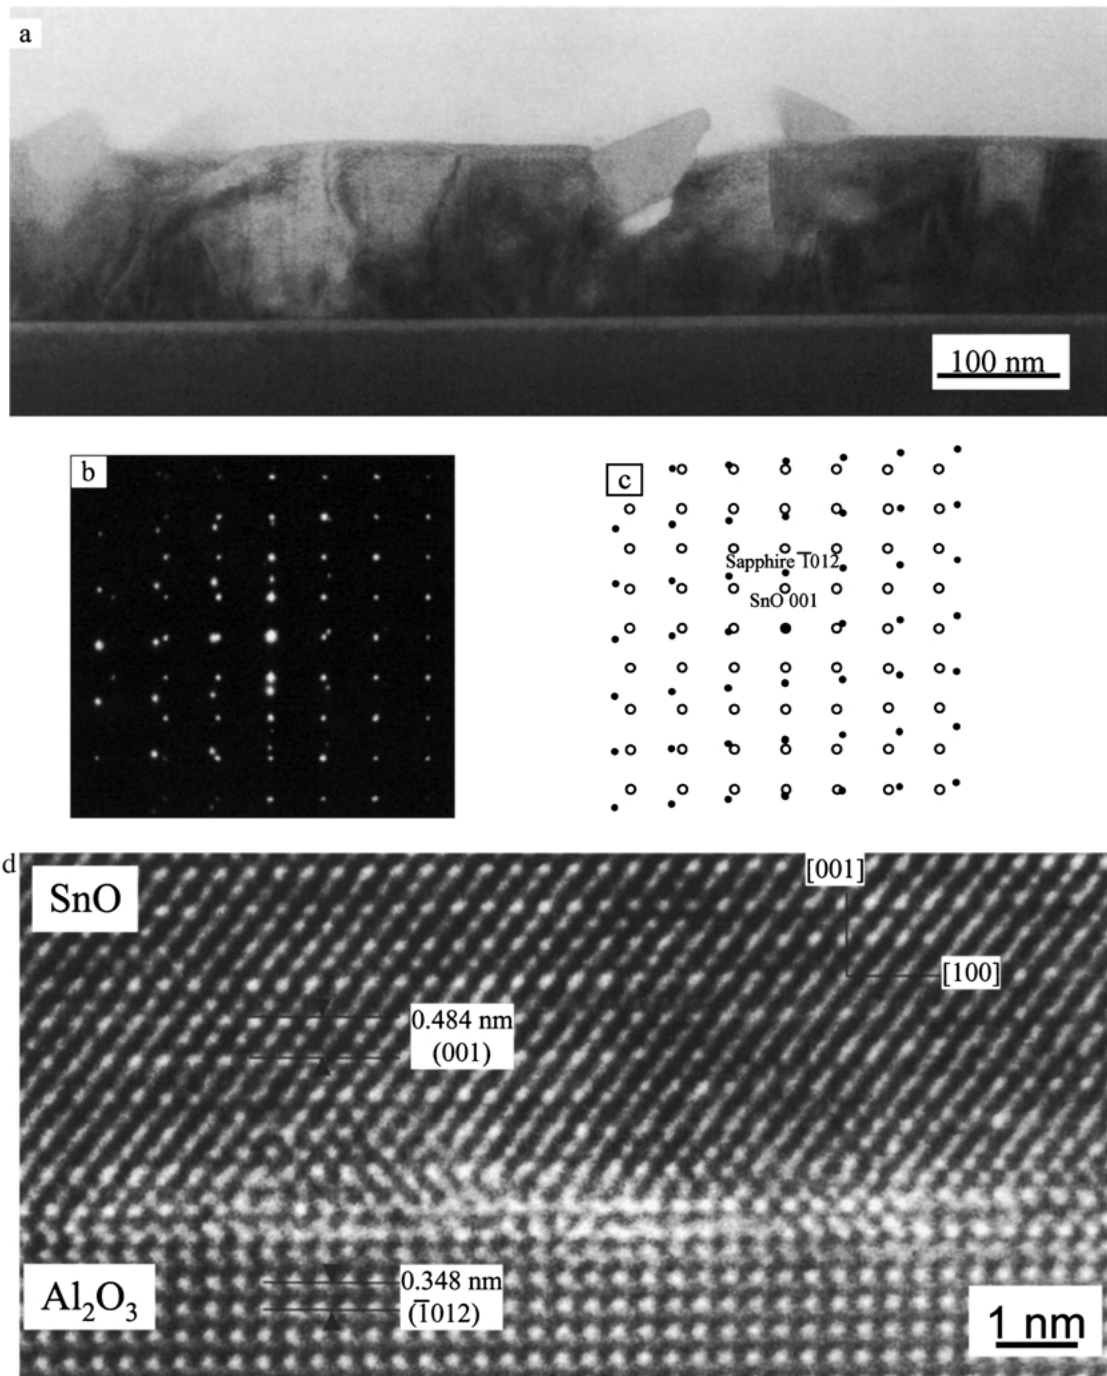 a
100 nm
b
c
Sapphire 1̅012
SnO 001
d
SnO
[001]
[100]
0.484 nm
(001)
0.348 nm
(1̅012)
Al₂O₃
1 nm